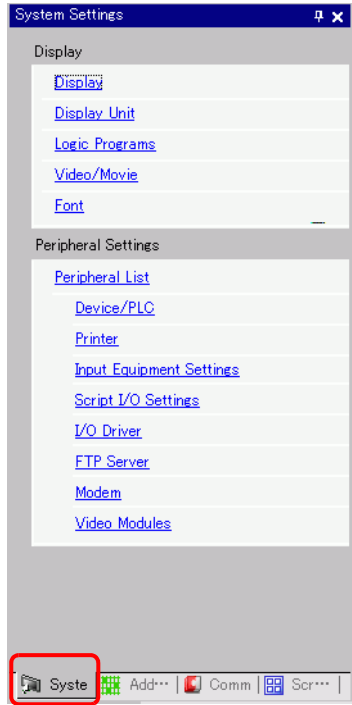 System Settings
Display
Display
Display Unit
Logic Programs
Video/Movie
Font
Peripheral Settings
Peripheral List
Device/PLC
Printer
Input Equipment Settings
Script I/O Settings
I/O Driver
FTP Server
Modem
Video Modules
Syste Add··· Comm Scr···